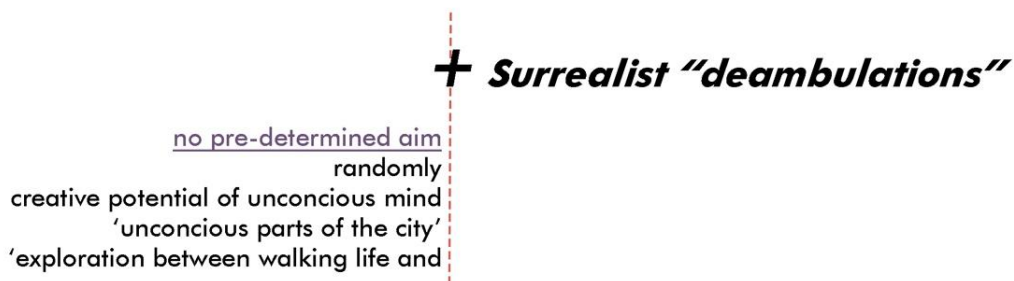 + Surrealist “deambulations”
no pre-determined aim
randomly
creative potential of unconcious mind
‘unconcious parts of the city’
‘exploration between walking life and